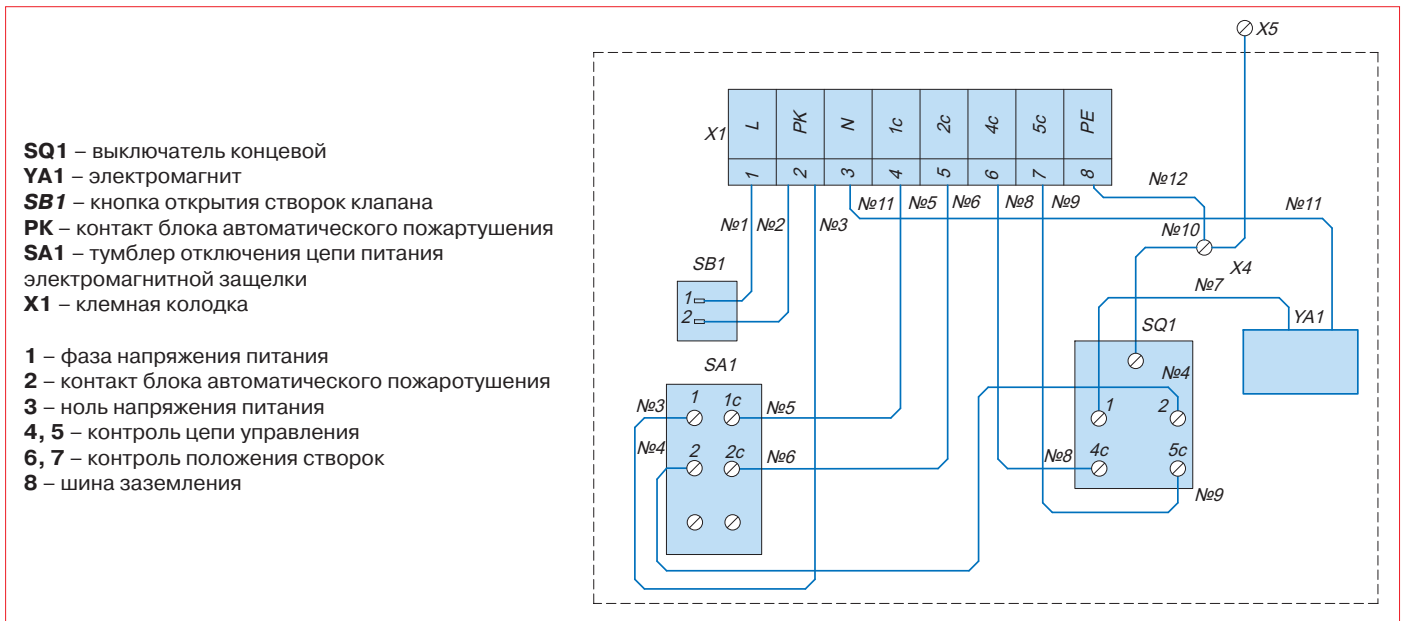 SQ1 – выключатель концевой
YA1 – электромагнит
SB1 – кнопка открытия створок клапана
РК – контакт блока автоматического пожартушения
SA1 – тумблер отключения цепи питания
электромагнитной защелки
X1 – клемная колодка
1 – фаза напряжения питания
2 – контакт блока автоматического пожаротушения
3 – ноль напряжения питания
4, 5 – контроль цепи управления
6, 7 – контроль положения створок
8 – шина заземления
X5
X1
L
PK
N
1c
2c
4c
5c
PE
1
2
3
4
5
6
7
8
№12
№1
№2
№3
№11
№5
№6
№8
№9
№11
№10
X4
SB1
1
2
№7
SQ1
YA1
SA1
№4
№3
1
1c
№5
1
2
№4
2
2c
№6
№8
4c
5c
№9